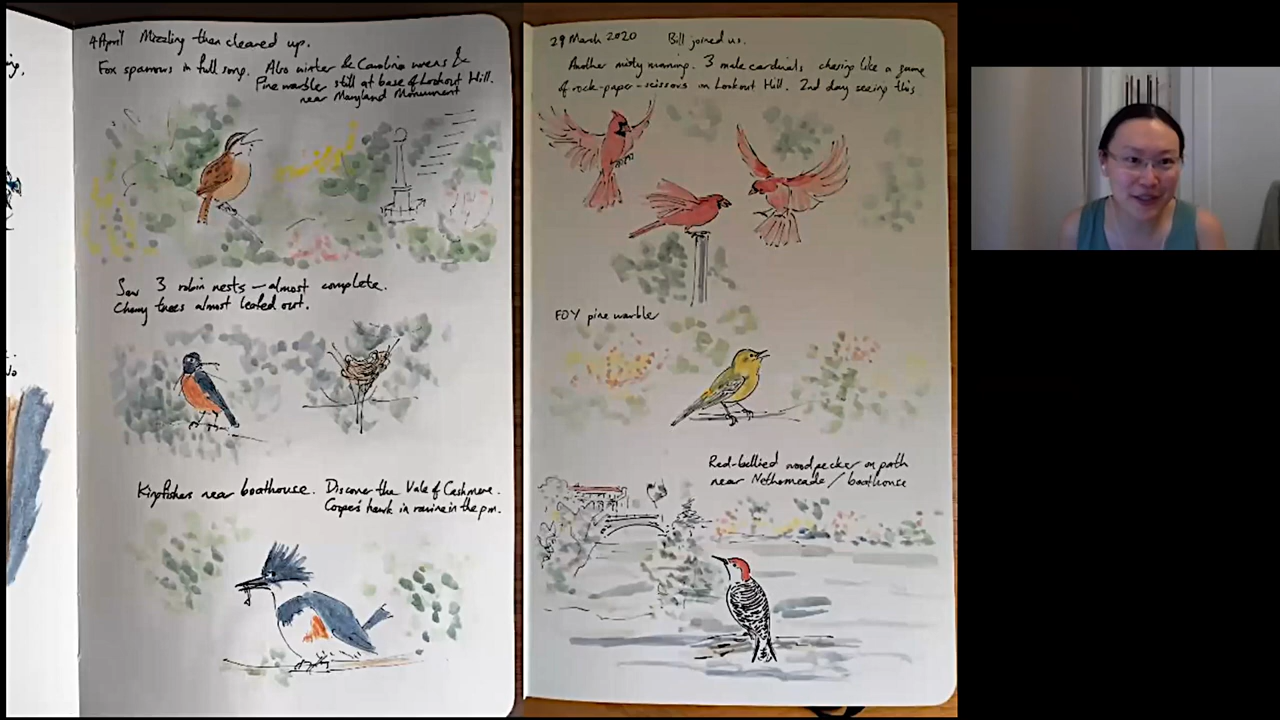 4 April Mizzling then cleared up.
Fox sparrows in full song. Also winter & Carolina wrens &
Pine warbler still at base of Lookout Hill.
near Maryland Monument
Saw 3 robin nests – almost complete.
Cherry trees almost leafed out.
Kingfishers near boathouse. Discover the Vale of Cashmere.
Cooper's hawk in ravine in the pm.
29 March 2020 Bill joined us.
Another misty morning. 3 male cardinals chasing like a game
of rock-paper-scissors on Lookout Hill. 2nd day seeing this
FOY pine warbler
Red-bellied woodpecker on path
near Nethermeade / boathouse